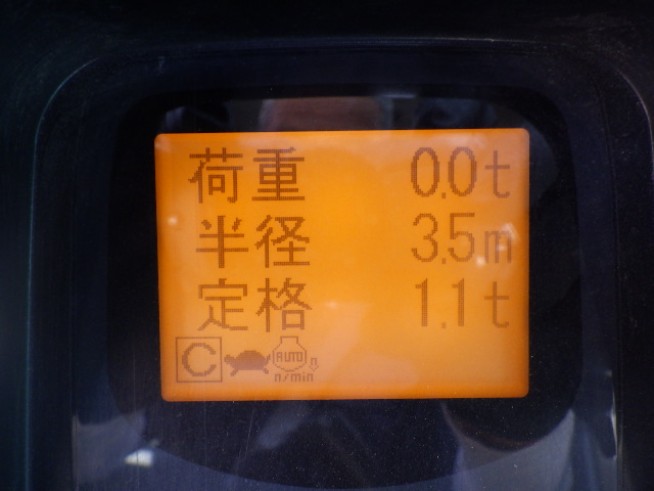 荷重 0.0t
半径 3.5m
定格 1.1t
C AUTO n
n/min